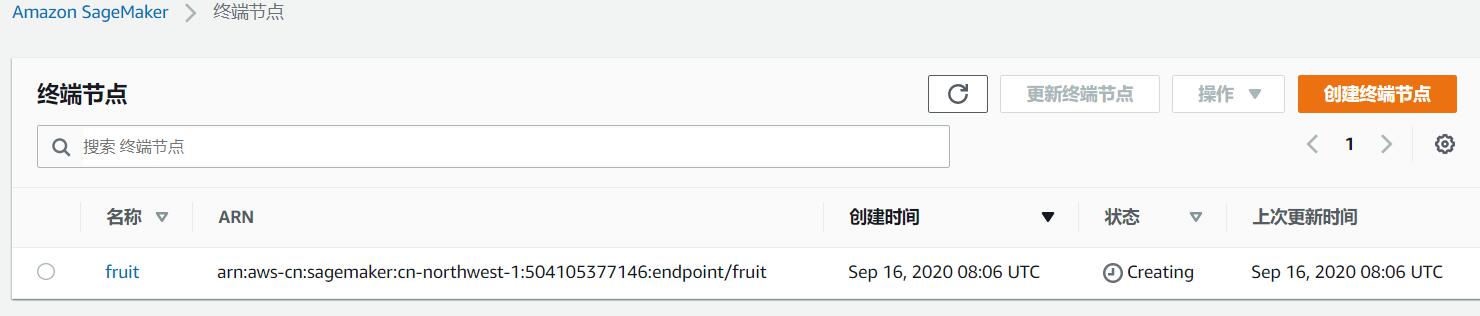 Amazon SageMaker > 终端节点
终端节点 更新终端节点 操作 创建终端节点
搜索 终端节点 1
名称 ARN 创建时间 状态 上次更新时间
fruit arn:aws-cn:sagemaker:cn-northwest-1:504105377146:endpoint/fruit Sep 16, 2020 08:06 UTC Creating Sep 16, 2020 08:06 UTC